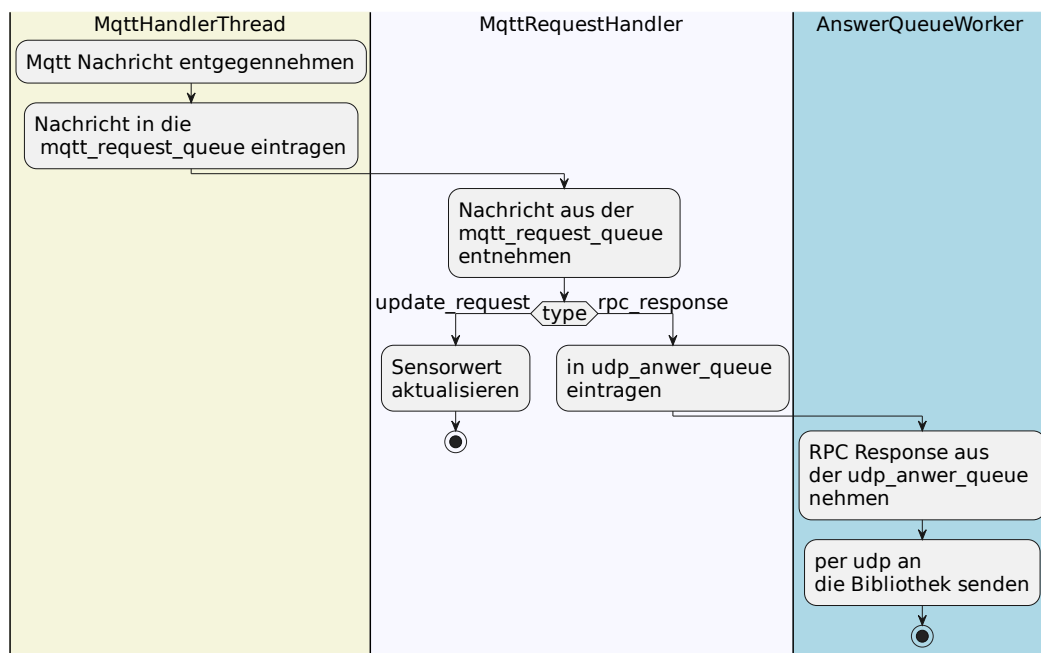 MqttHandlerThread
MqttRequestHandler
AnswerQueueWorker
Mqtt Nachricht entgegennehmen
Nachricht in die
mqtt_request_queue eintragen
Nachricht aus der
mqtt_request_queue
entnehmen
update_request
type
rpc_response
Sensorwert
aktualisieren
in udp_anwer_queue
eintragen
RPC Response aus
der udp_anwer_queue
nehmen
per udp an
die Bibliothek senden